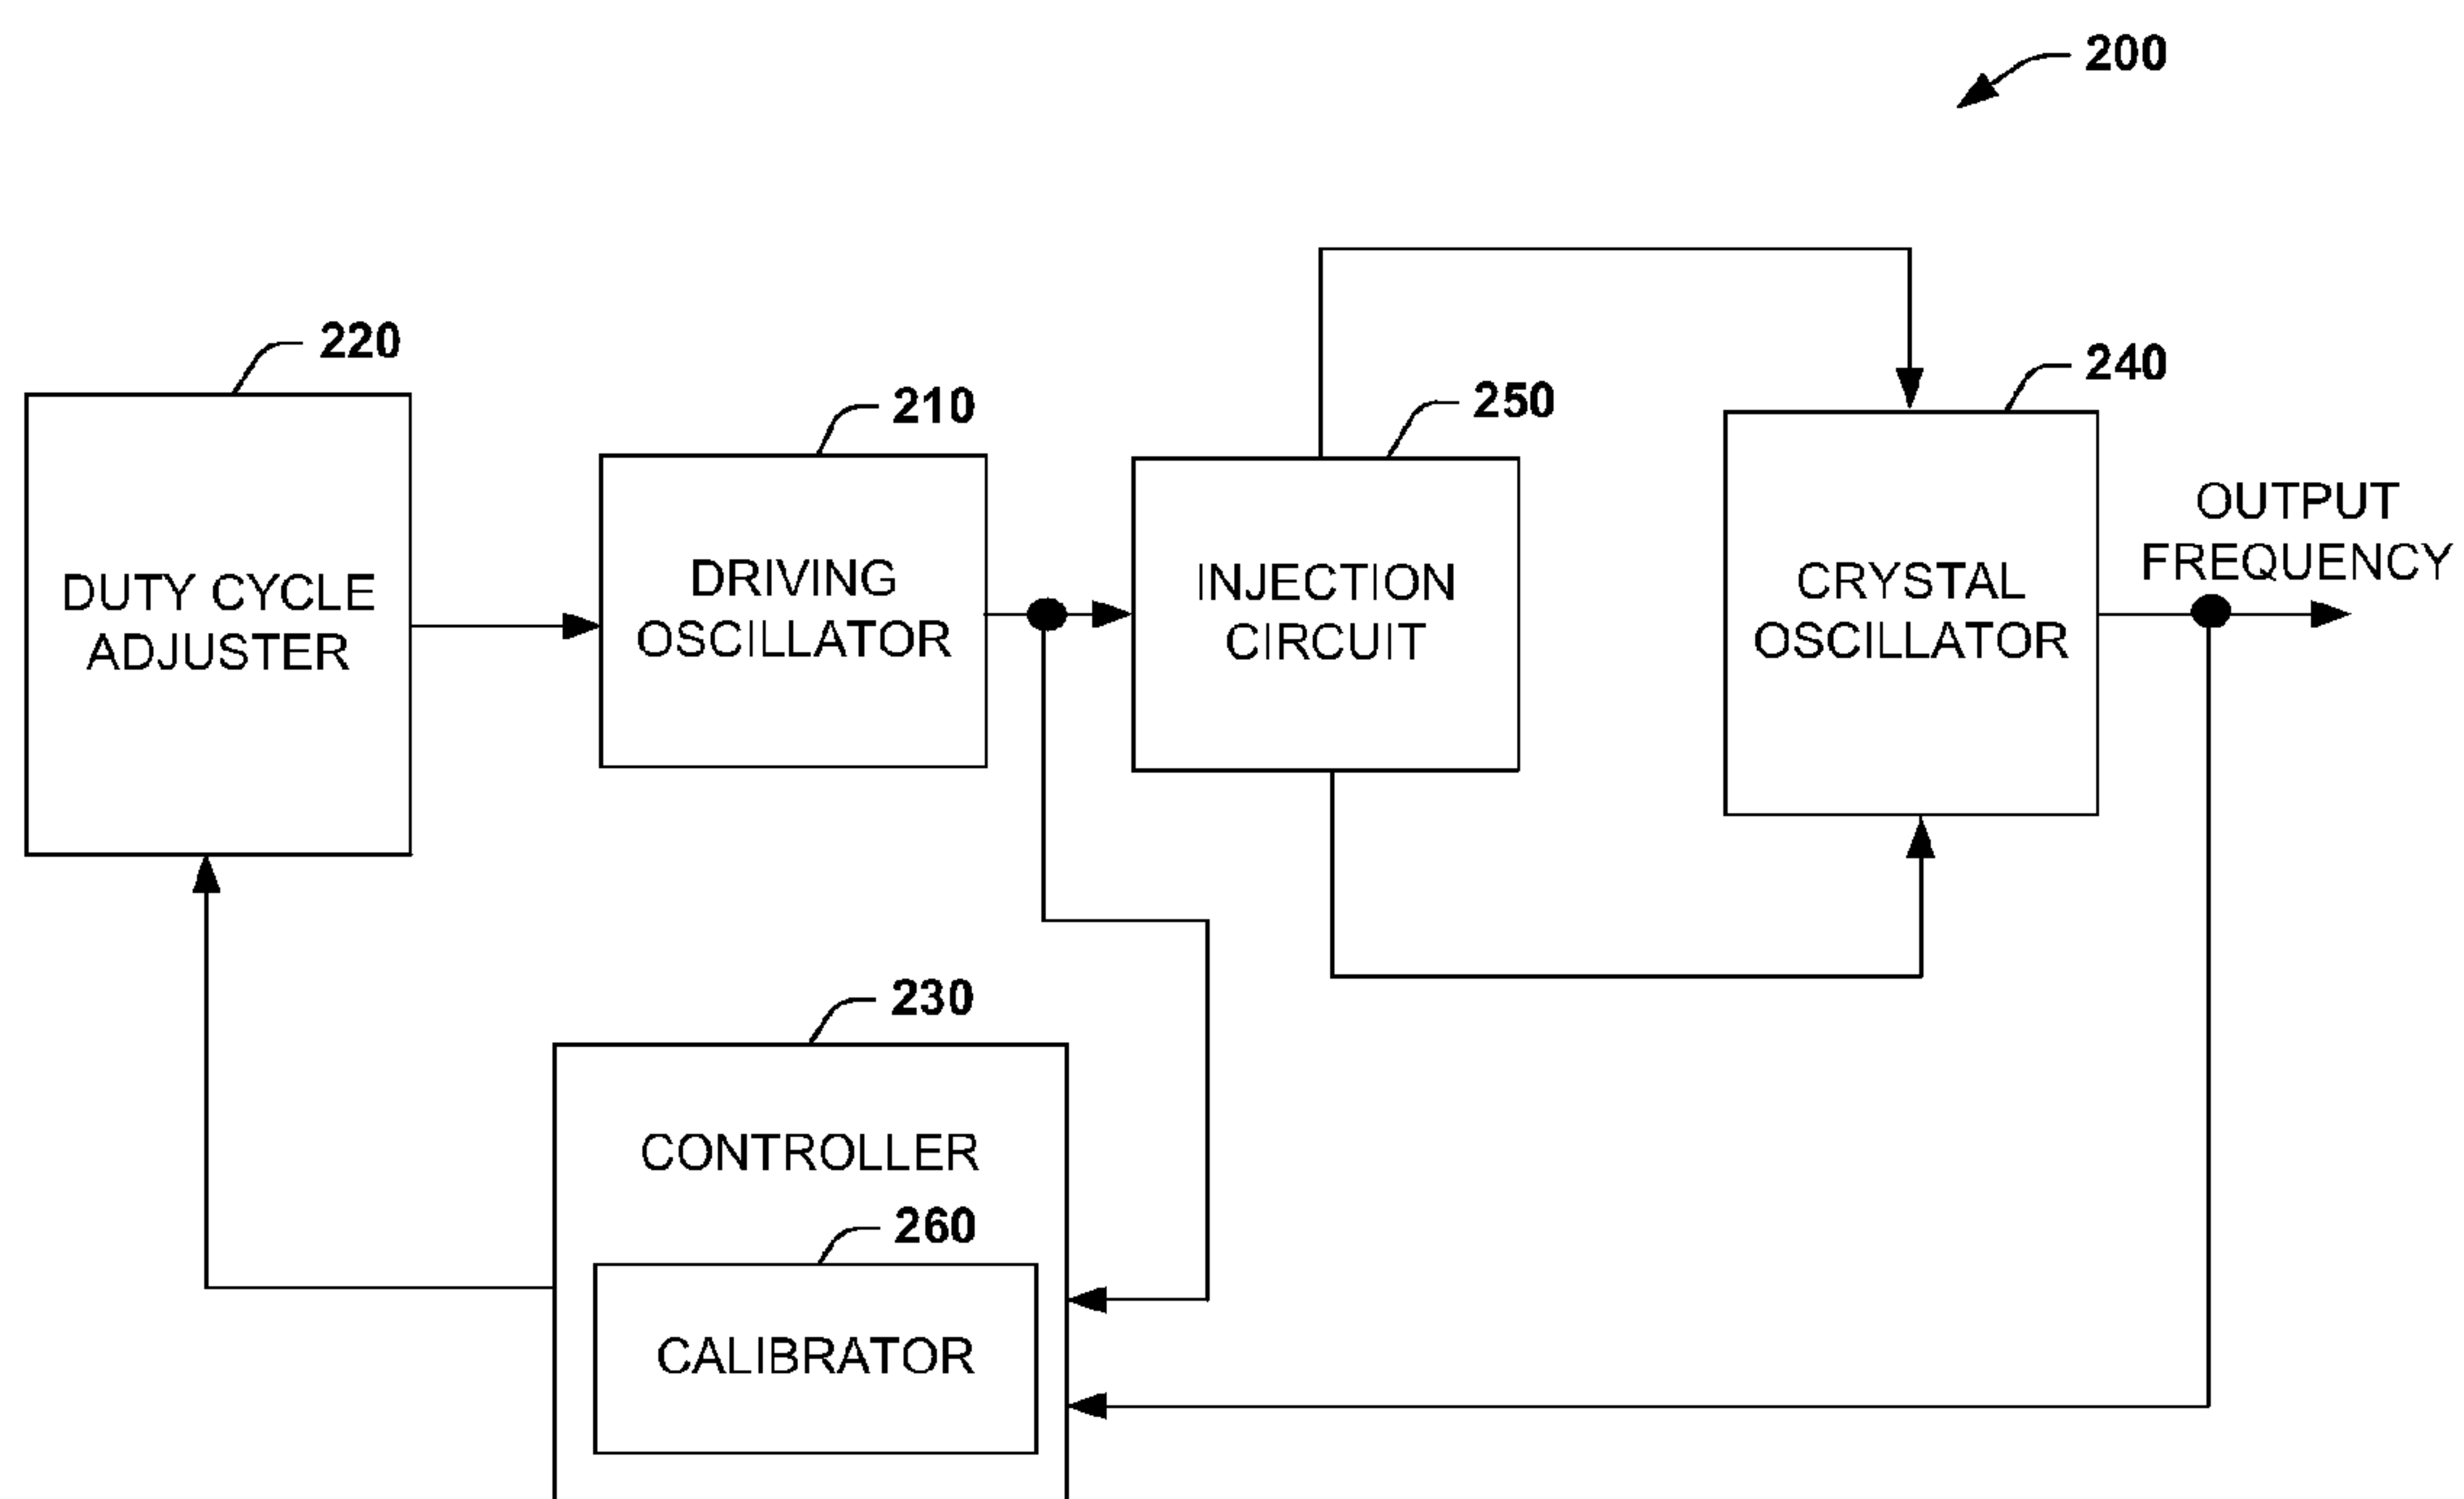 200
220
DUTY CYCLE
ADJUSTER
210
DRIVING
OSCILLATOR
250
INJECTION
CIRCUIT
240
CRYSTAL
OSCILLATOR
OUTPUT
FREQUENCY
230
CONTROLLER
260
CALIBRATOR